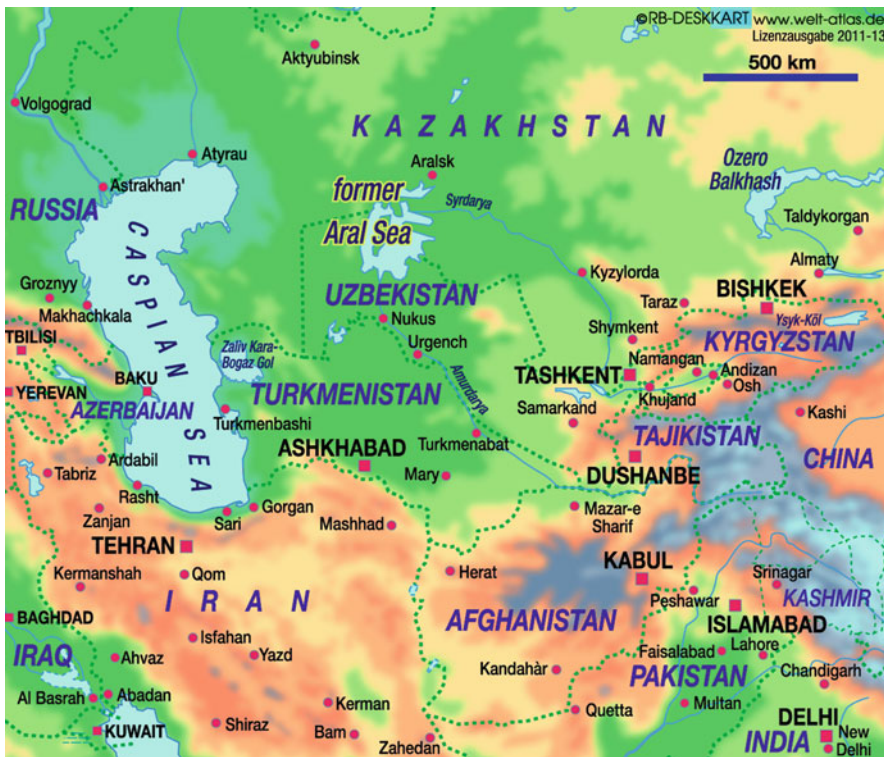 ©RB-DESKKART www.welt-atlas.de
Lizenzausgabe 2011-13
500 km
Aktyubinsk
Volgograd
KAZAKHSTAN
Atyrau
Aralsk
Ozero
Balkhash
Astrakhan'
former
Aral Sea
Syrdarya
RUSSIA
Taldykorgan
CASPIAN SEA
Groznyy
Makhachkala
Kyzylorda
Almaty
UZBEKISTAN
Taraz
BISHKEK
Nukus
Shymkent
Ysyk-Köl
TBILISI
Zaliv Kara-
Bogaz Gol
Urgench
Namangan
KYRGYZSTAN
YEREVAN
BAKU
TURKMENISTAN
Amurdarya
TASHKENT
Andizan
Osh
Khujand
AZERBAIJAN
Turkmenbashi
Samarkand
Kashi
Turkmenabat
TAJIKISTAN
ASHKHABAD
CHINA
Ardabil
Tabriz
Mary
DUSHANBE
Rasht
Zanjan
Sari
Gorgan
Mashhad
Mazar-e
Sharif
TEHRAN
KABUL
Kermanshah
Qom
Herat
Srinagar
Peshawar
KASHMIR
IRAN
BAGHDAD
AFGHANISTAN
ISLAMABAD
Isfahan
Yazd
Faisalabad
Lahore
IRAQ
Ahvaz
Kandahàr
PAKISTAN
Chandigarh
Al Basrah
Abadan
Kerman
Quetta
Multan
KUWAIT
Shiraz
Bam
Zahedan
DELHI
New
Delhi
INDIA